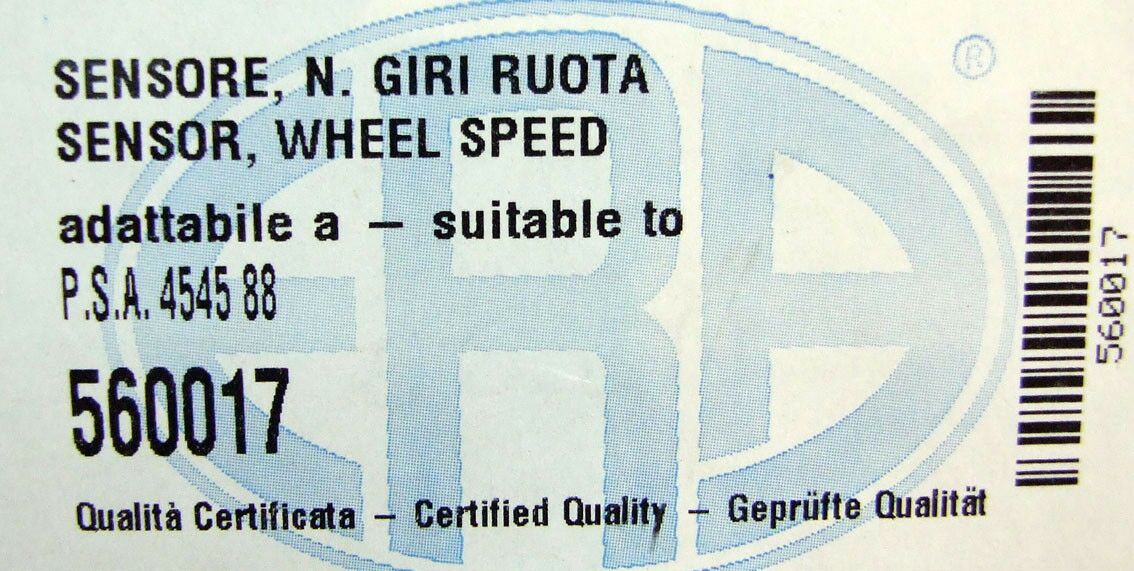 SENSORE, N. GIRI RUOTA
SENSOR, WHEEL SPEED
adattabile a – suitable to
P.S.A. 4545 88
560017
Qualità Certificata – Certified Quality – Geprüfte Qualität
ERA
®
560017